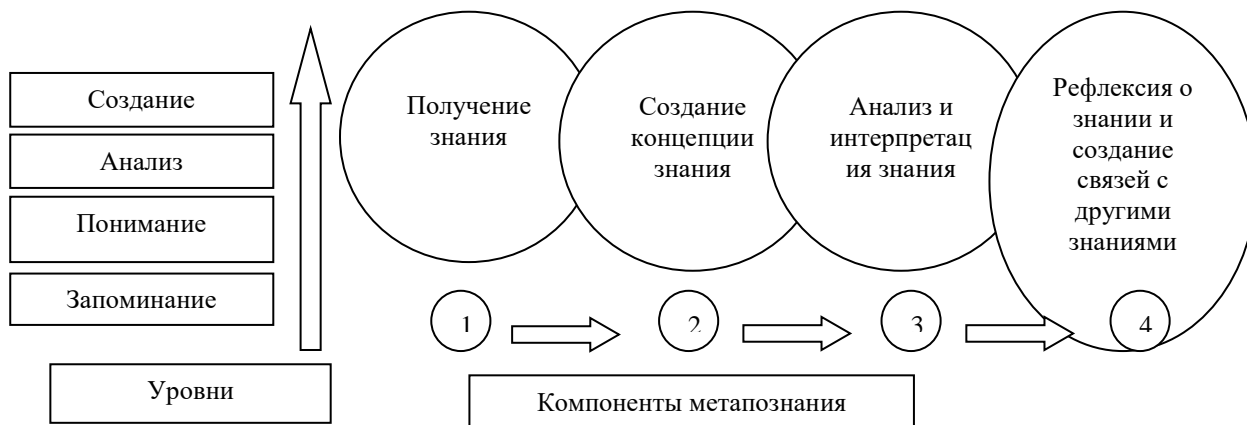 Создание
Анализ
Понимание
Запоминание
Уровни
Получение
знания
Создание
концепции
знания
Анализ и
интерпретац
ия знания
Рефлексия о
знании и
создание
связей с
другими
знаниями
1
2
3
4
Компоненты метапознания